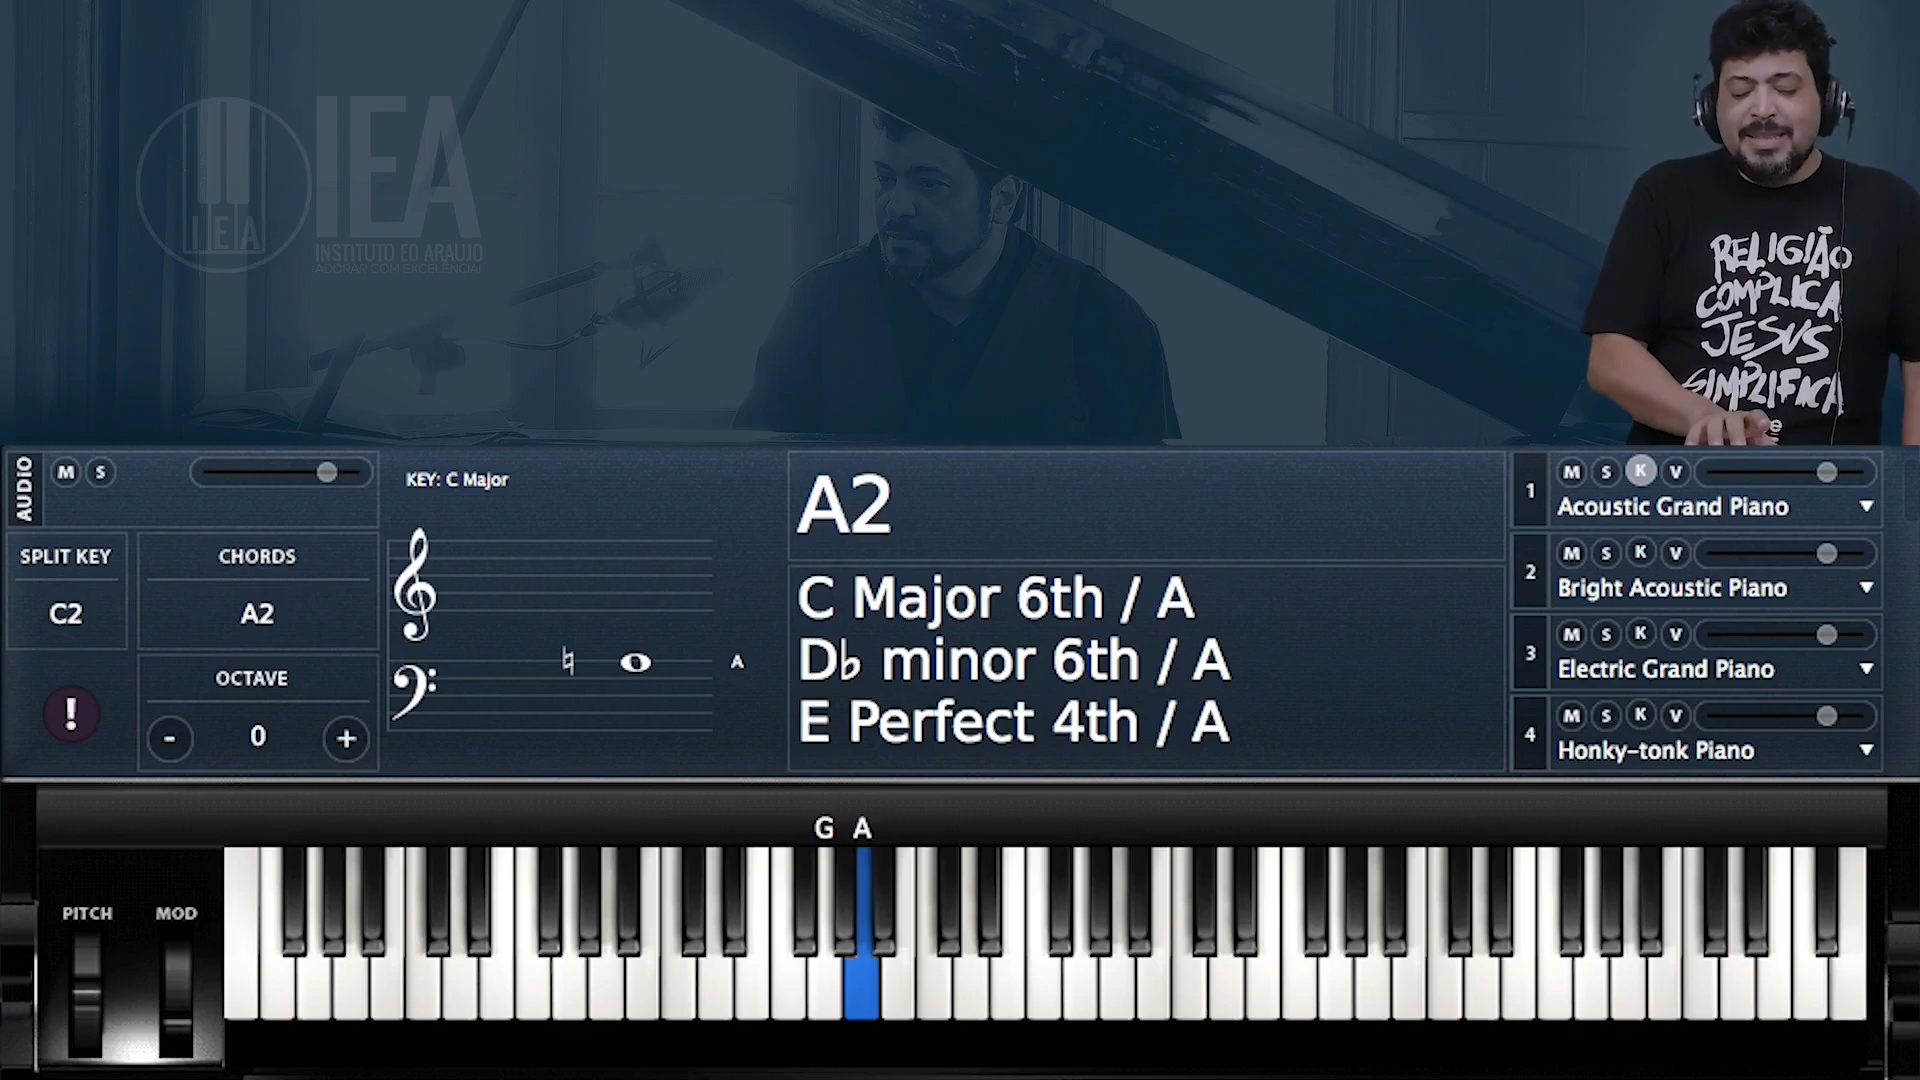 IEA
IEA
INSTITUTO ED ARAUJO
ADORAR COM EXCELENCIA!
RELIGIÃO
COMPLICA
JESUS
SIMPLIFICA
e
AUDIO
M S
KEY: C Major
A2
1
M S K V
Acoustic Grand Piano
SPLIT KEY
C2
CHORDS
A2
C Major 6th / A
D♭ minor 6th / A
E Perfect 4th / A
2
M S K V
Bright Acoustic Piano
!
OCTAVE
- 0 +
A
3
M S K V
Electric Grand Piano
4
M S K V
Honky-tonk Piano
G A
PITCH MOD